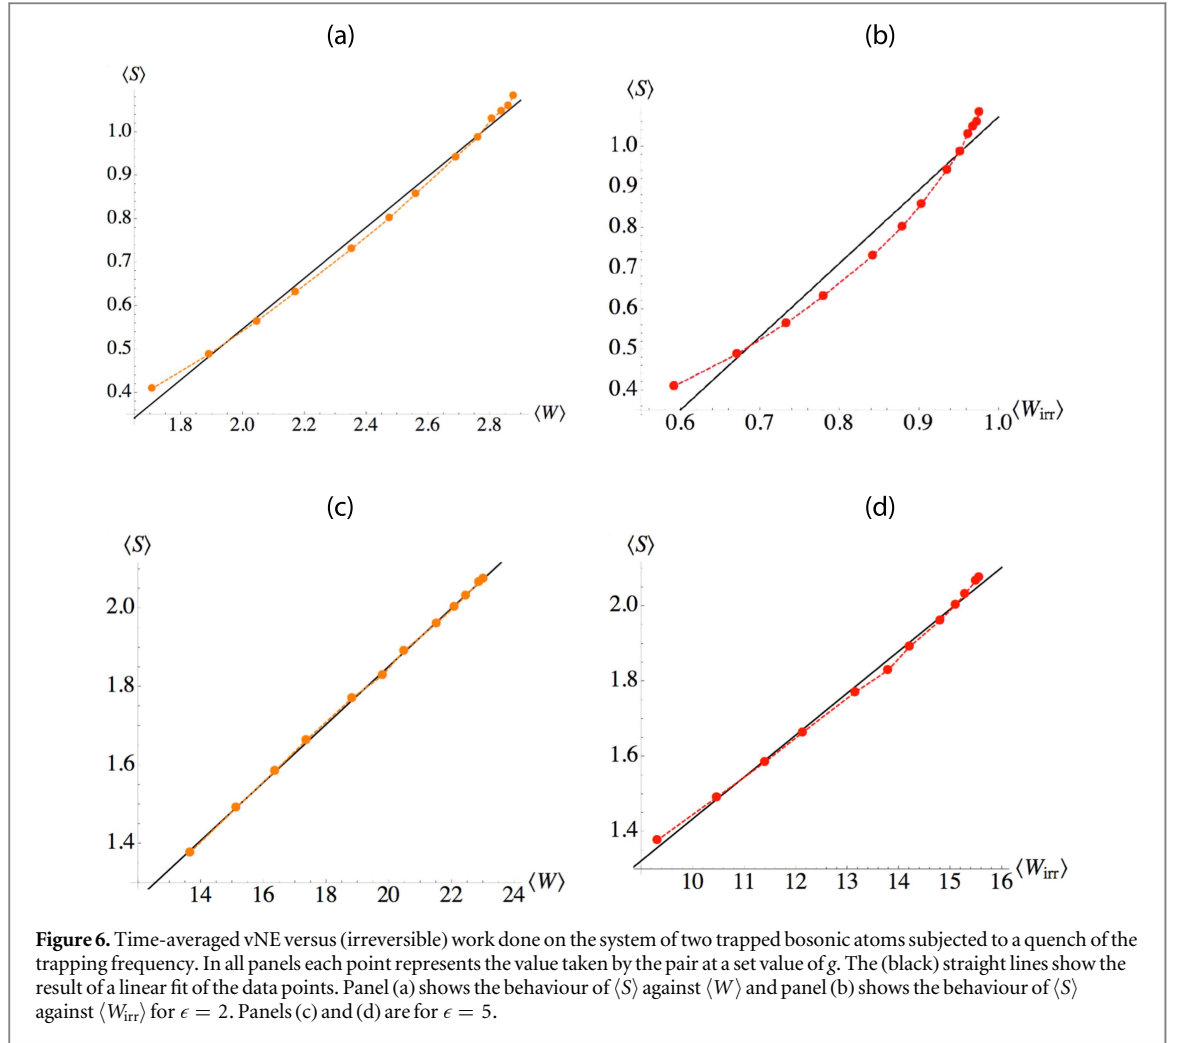 (a)
(b)
⟨S⟩
1.0
0.9
0.8
0.7
0.6
0.5
0.4
1.8 2.0 2.2 2.4 2.6 2.8 ⟨W⟩
⟨S⟩
1.0
0.9
0.8
0.7
0.6
0.5
0.4
0.6 0.7 0.8 0.9 1.0 ⟨Wirr⟩
(c)
(d)
⟨S⟩
2.0
1.8
1.6
1.4
14 16 18 20 22 24 ⟨W⟩
⟨S⟩
2.0
1.8
1.6
1.4
10 11 12 13 14 15 16 ⟨Wirr⟩
Figure 6. Time-averaged vNE versus (irreversible) work done on the system of two trapped bosonic atoms subjected to a quench of the
trapping frequency. In all panels each point represents the value taken by the pair at a set value of g. The (black) straight lines show the
result of a linear fit of the data points. Panel (a) shows the behaviour of ⟨S⟩ against ⟨W⟩ and panel (b) shows the behaviour of ⟨S⟩
against ⟨Wirr⟩ for ϵ = 2. Panels (c) and (d) are for ϵ = 5.